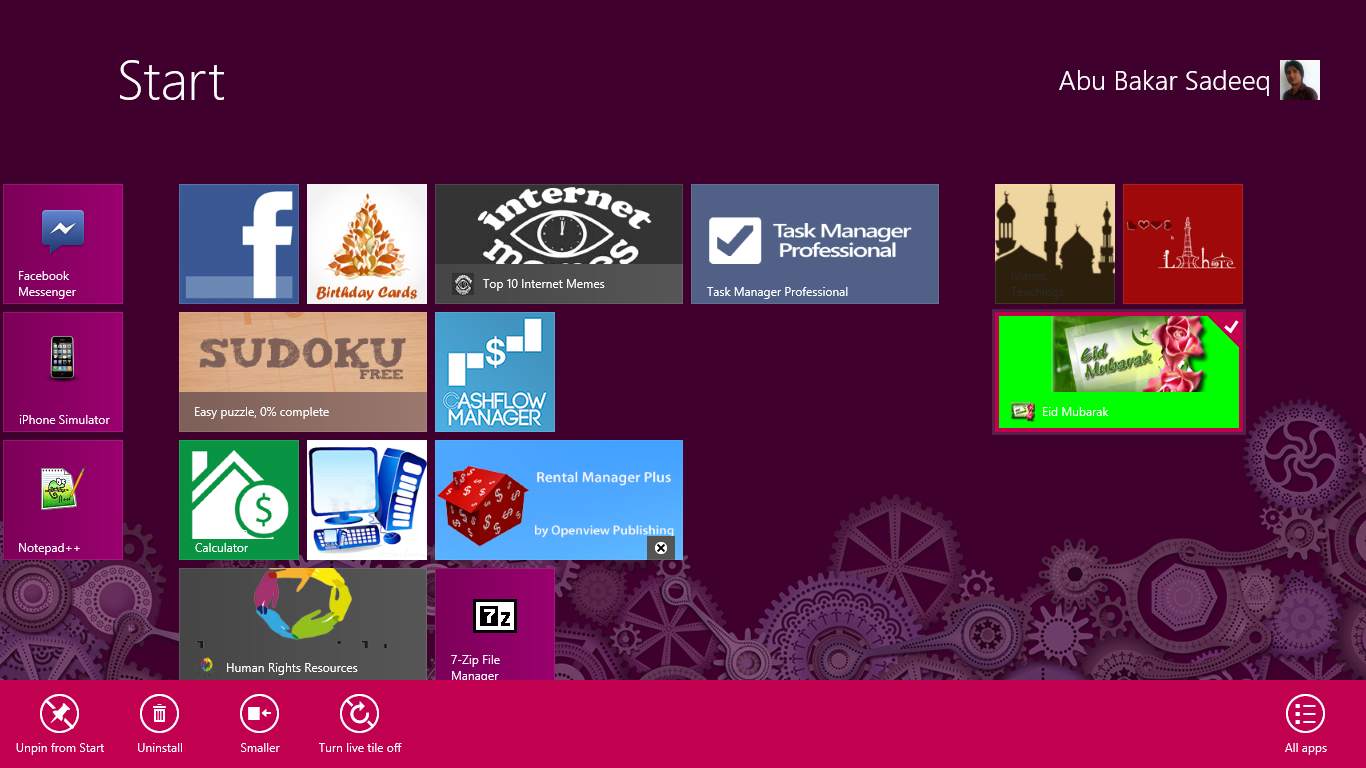 Start
Abu Bakar Sadeeq
Facebook
Messenger
f
Birthday Cards
internet
Top 10 Internet Memes
Task Manager
Professional
Task Manager Professional
Islamic
Teachings
Lahore
iPhone Simulator
SUDOKU
FREE
Easy puzzle, 0% complete
$
CASHFLOW
MANAGER
Eid
Mubarak
Eid Mubarak
Notepad++
$
Calculator
Rental Manager Plus
by Openview Publishing
Human Rights Resources
7z
7-Zip File
Manager
Unpin from Start
Uninstall
Smaller
Turn live tile off
All apps